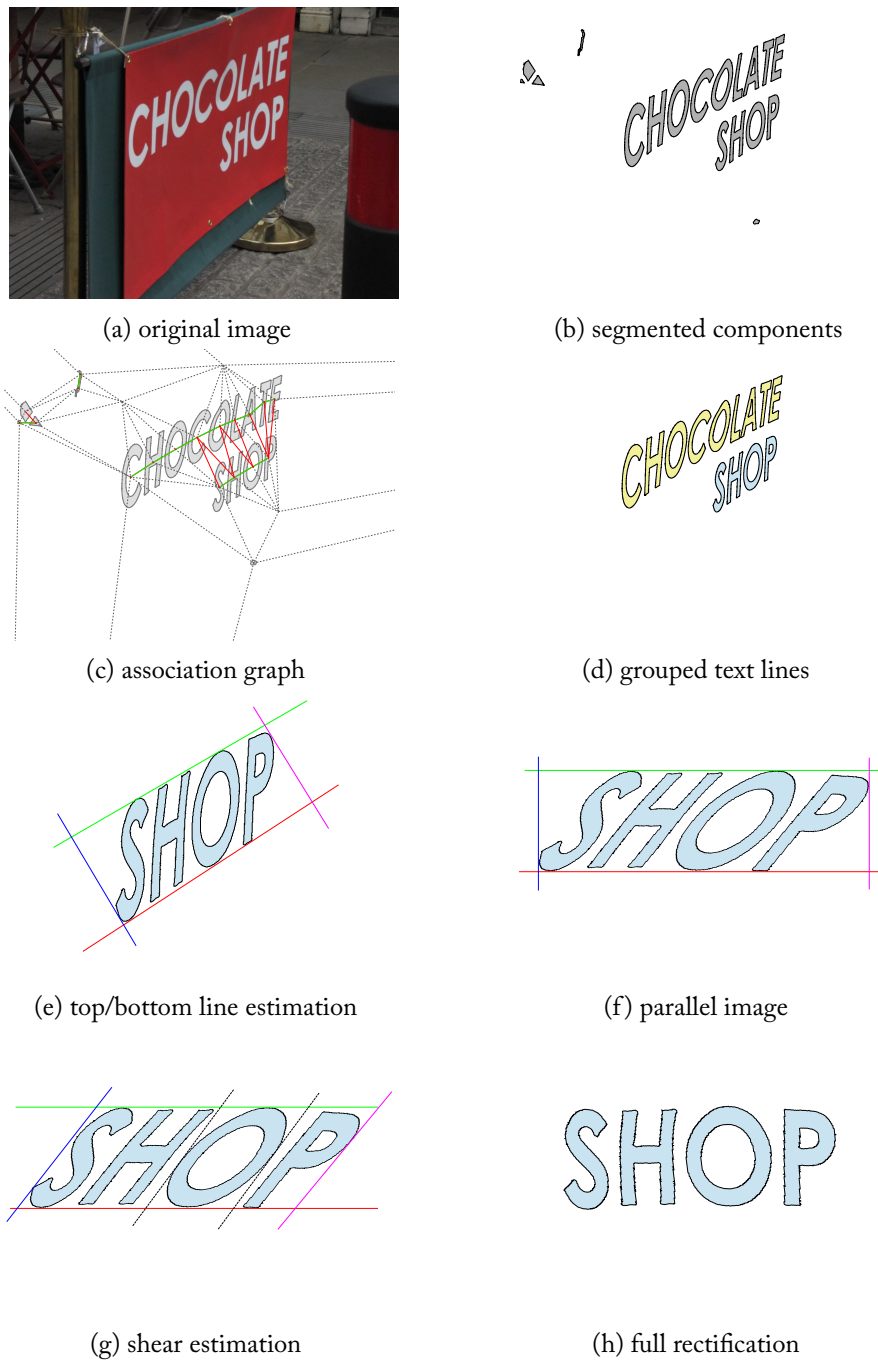 CHOCOLATE
SHOP
CHOCOLATE
SHOP
(a) original image
(b) segmented components
CHOCOLATE
SHOP
CHOCOLATE
SHOP
(c) association graph
(d) grouped text lines
SHOP
SHOP
(e) top/bottom line estimation
(f) parallel image
SHOP
SHOP
(g) shear estimation
(h) full rectification